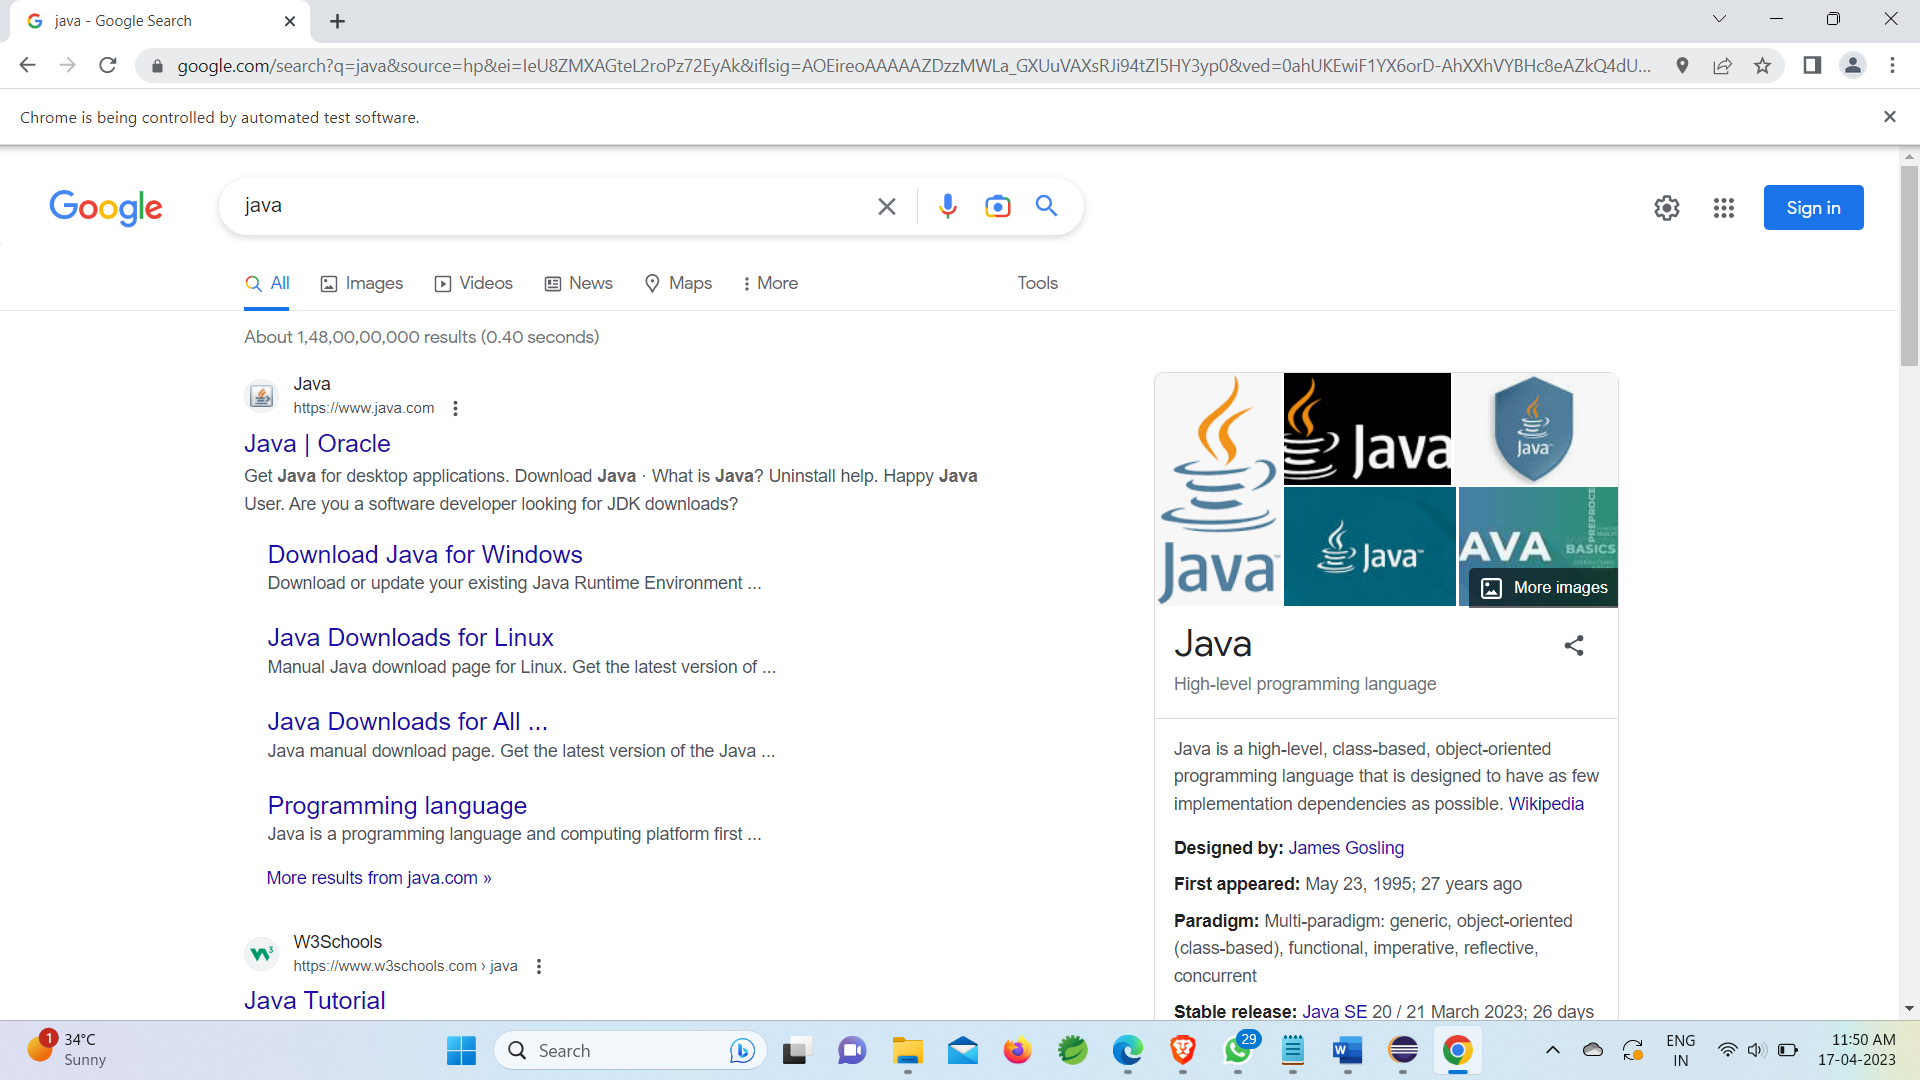 java - Google Search
google.com/search?q=java&source=hp&ei=IeU8ZMXAGteL2roPz72EyAk&iflsig=AOEireoAAAAAZDzzMWLa_GXUuVAXsRJi94tZl5HY3yp0&ved=0ahUKEwiF1YX6orD-AhXXhVYBHc8eAZkQ4dU...
Chrome is being controlled by automated test software.
Google
java
Sign in
All Images Videos News Maps More Tools
About 1,48,00,00,000 results (0.40 seconds)
Java
https://www.java.com
Java | Oracle
Get Java for desktop applications. Download Java · What is Java? Uninstall help. Happy Java
User. Are you a software developer looking for JDK downloads?
Download Java for Windows
Download or update your existing Java Runtime Environment ...
Java Downloads for Linux
Manual Java download page for Linux. Get the latest version of ...
Java Downloads for All ...
Java manual download page. Get the latest version of the Java ...
Programming language
Java is a programming language and computing platform first ...
More results from java.com »
W3Schools
https://www.w3schools.com › java
Java Tutorial
Java™
Java
Java™
Java™
AVA
BASICS
PREPROCE
More images
Java
High-level programming language
Java is a high-level, class-based, object-oriented
programming language that is designed to have as few
implementation dependencies as possible. Wikipedia
Designed by: James Gosling
First appeared: May 23, 1995; 27 years ago
Paradigm: Multi-paradigm: generic, object-oriented
(class-based), functional, imperative, reflective,
concurrent
Stable release: Java SE 20 / 21 March 2023; 26 days
1
34°C
Sunny
Search
29
ENG
IN
11:50 AM
17-04-2023